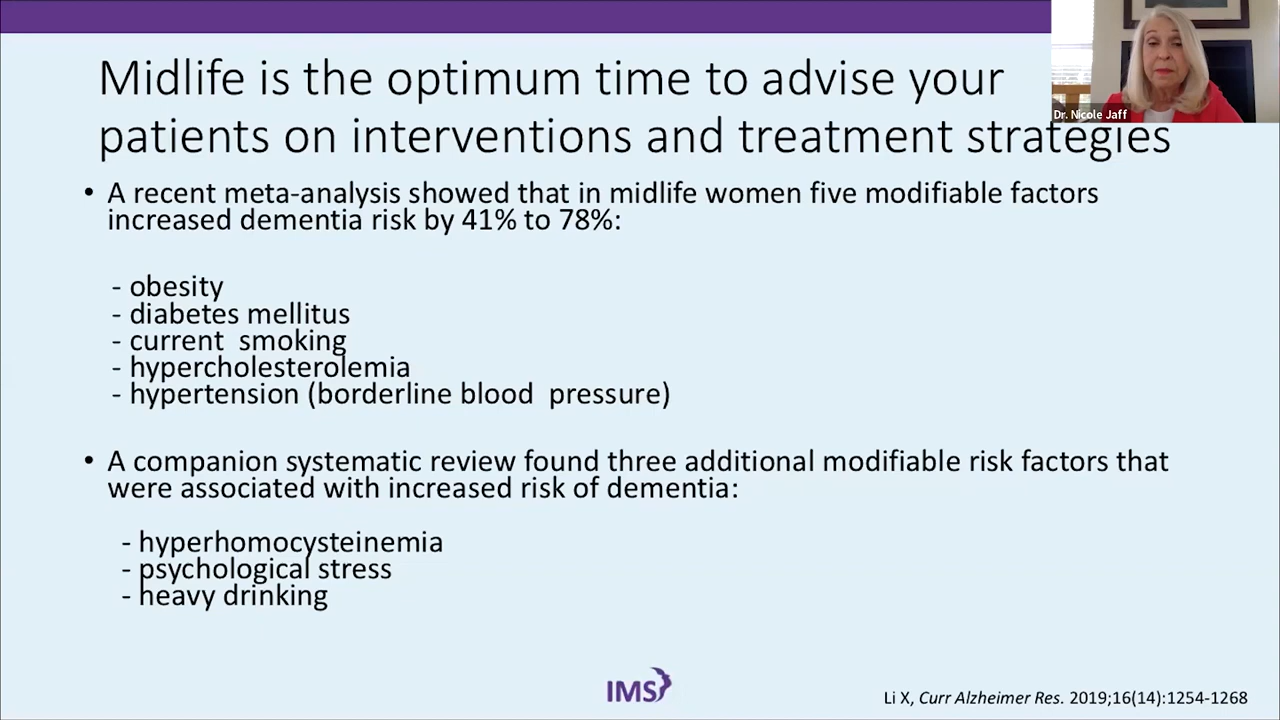 Midlife is the optimum time to advise your
patients on interventions and treatment strategies
Dr. Nicole Jaff
• A recent meta-analysis showed that in midlife women five modifiable factors
increased dementia risk by 41% to 78%:
- obesity
- diabetes mellitus
- current  smoking
- hypercholesterolemia
- hypertension (borderline blood  pressure)
• A companion systematic review found three additional modifiable risk factors that
were associated with increased risk of dementia:
- hyperhomocysteinemia
- psychological stress
- heavy drinking
IMS
Li X, Curr Alzheimer Res. 2019;16(14):1254-1268